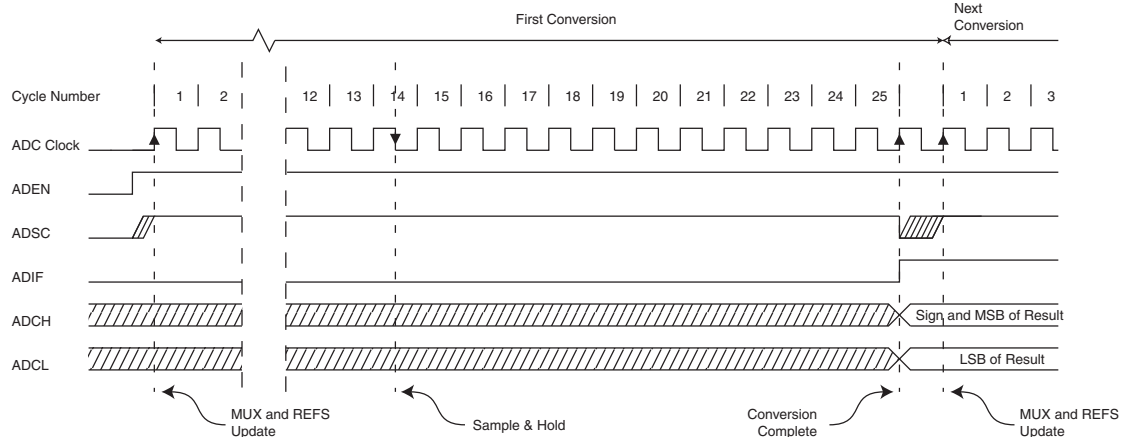 First Conversion
Next
Conversion
Cycle Number 1 2 12 13 14 15 16 17 18 19 20 21 22 23 24 25 1 2 3
ADC Clock
ADEN
ADSC
ADIF
ADCH Sign and MSB of Result
ADCL LSB of Result
MUX and REFS
Update
Sample & Hold
Conversion
Complete
MUX and REFS
Update